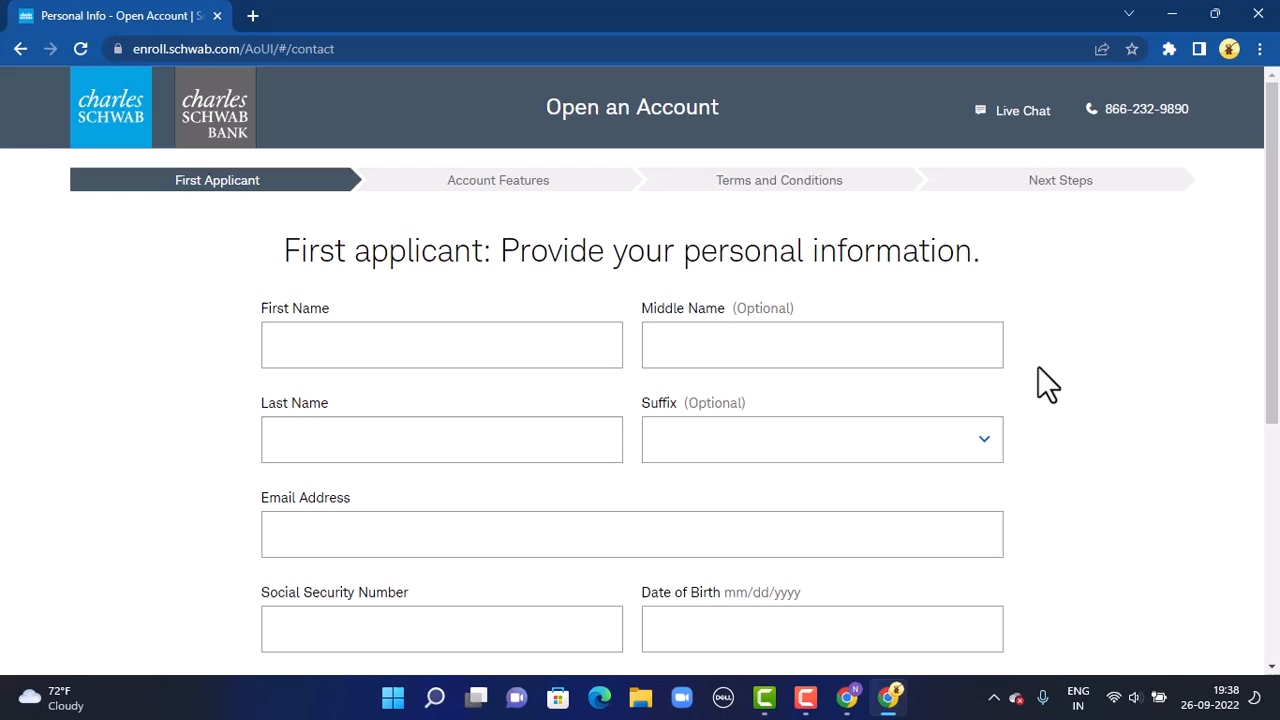 Personal Info - Open Account | S
enroll.schwab.com/AoUI/#/contact
charles SCHWAB
charles SCHWAB BANK
Open an Account
Live Chat
866-232-9890
First Applicant
Account Features
Terms and Conditions
Next Steps
First applicant: Provide your personal information.
First Name
Middle Name (Optional)
Last Name
Suffix (Optional)
Email Address
Social Security Number
Date of Birth mm/dd/yyyy
72°F
Cloudy
DELL
N
ENG
IN
19:38
26-09-2022